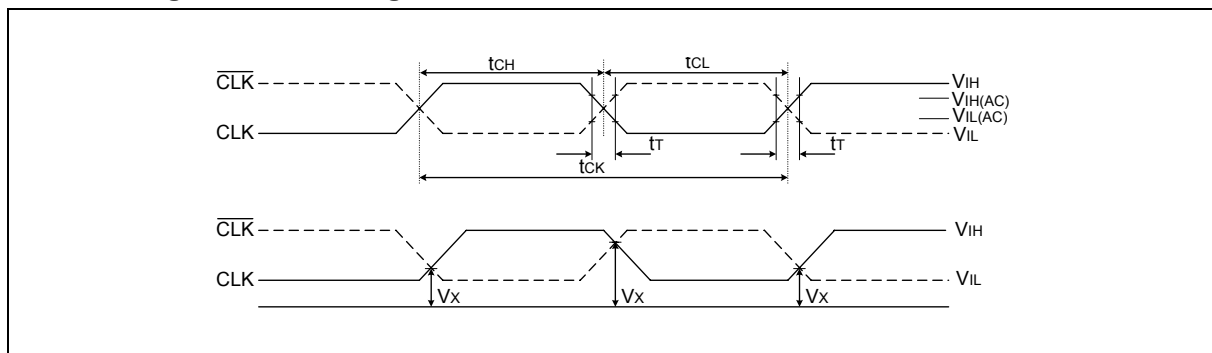 tCH tCL
CLK VIH
VIH(AC)
VIL(AC)
CLK VIL
tT tT
tCK
CLK VIH
CLK VIL
VX VX VX